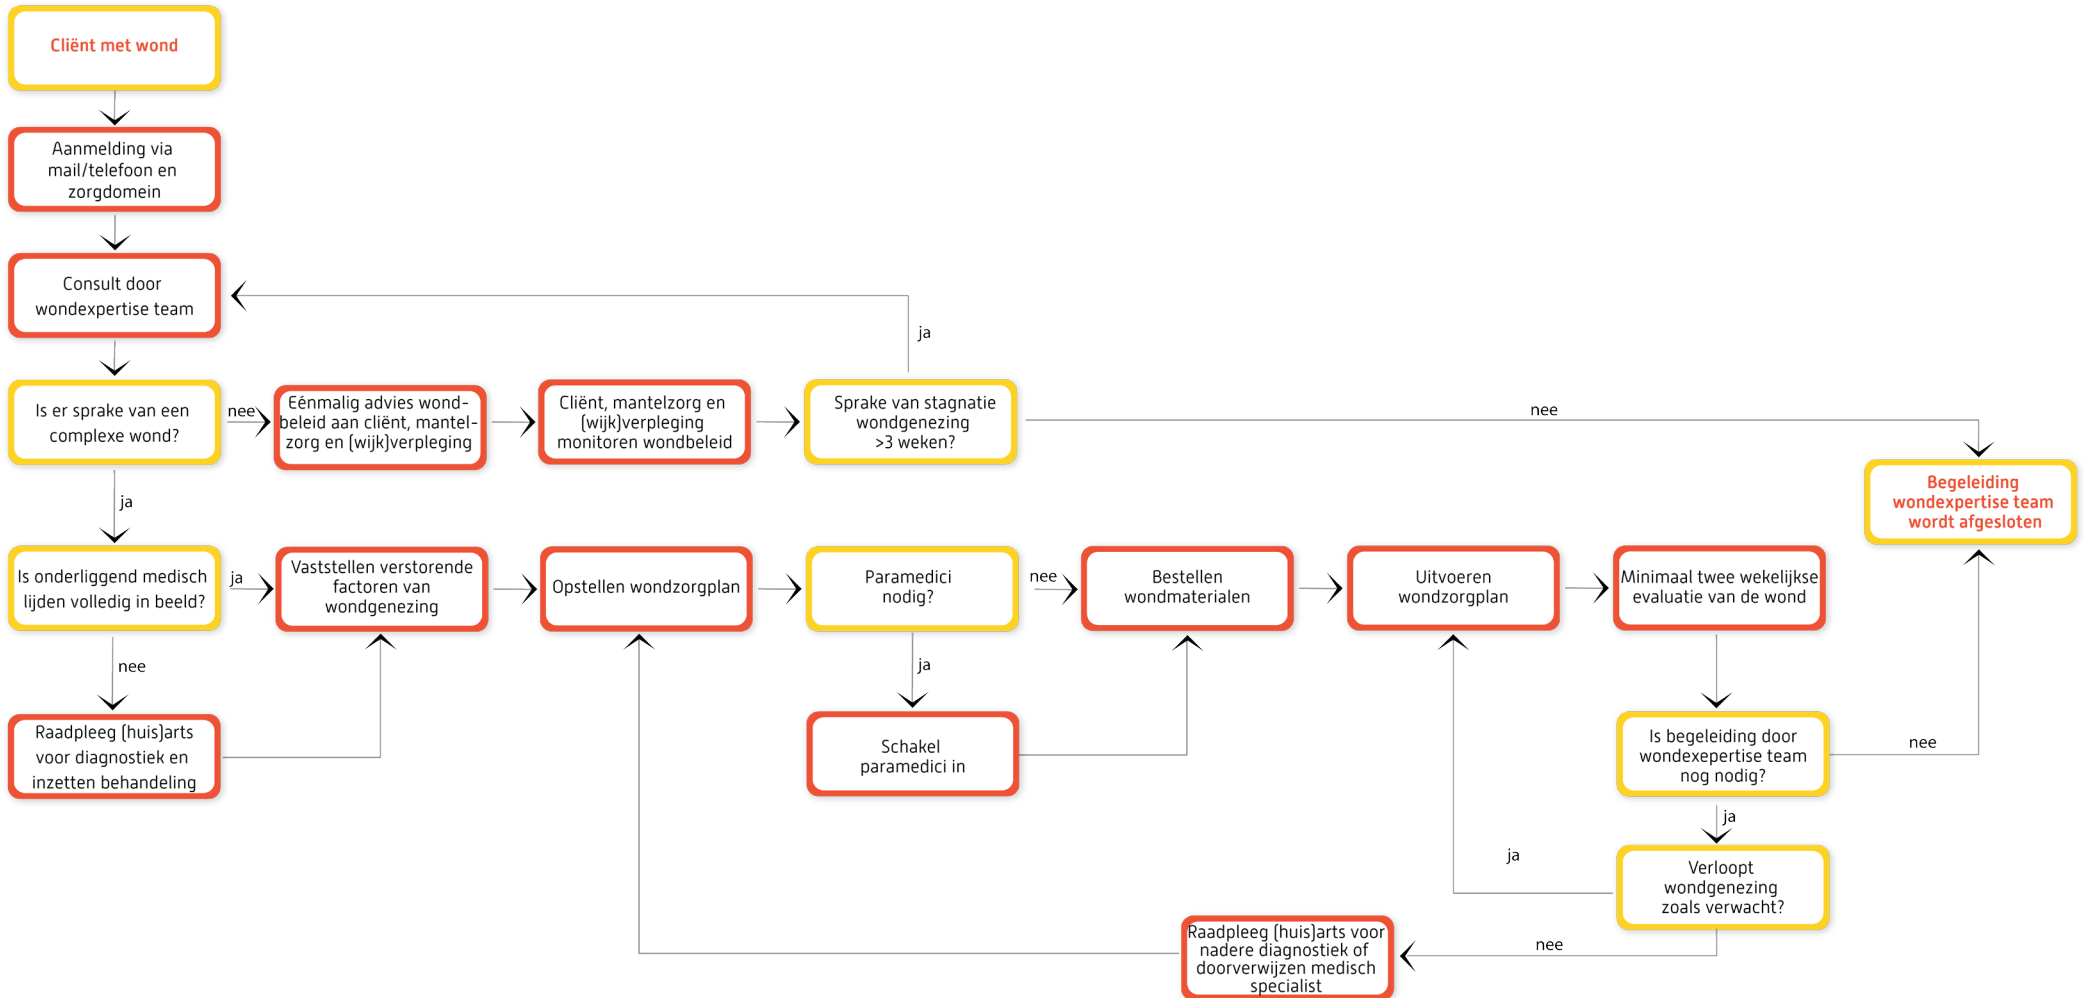 Cliënt met wond
Aanmelding via
mail/telefoon en
zorgdomein
Consult door
wondexpertise team
ja
Is er sprake van een
complexe wond?
nee
Eénmalig advies wond-
beleid aan cliënt, mantel-
zorg en (wijk)verpleging
Cliënt, mantelzorg en
(wijk)verpleging
monitoren wondbeleid
Sprake van stagnatie
wondgenezing
>3 weken?
nee
Begeleiding
wondexpertise team
wordt afgesloten
ja
Is onderliggend medisch
lijden volledig in beeld?
ja
Vaststellen verstorende
factoren van
wondgenezing
Opstellen wondzorgplan
Paramedici
nodig?
nee
Bestellen
wondmaterialen
Uitvoeren
wondzorgplan
Minimaal twee wekelijkse
evaluatie van de wond
nee
ja
Raadpleeg (huis)arts
voor diagnostiek en
inzetten behandeling
Schakel
paramedici in
Is begeleiding door
wondexepertise team
nog nodig?
nee
ja
ja
Verloopt
wondgenezing
zoals verwacht?
nee
Raadpleeg (huis)arts voor
nadere diagnostiek of
doorverwijzen medisch
specialist